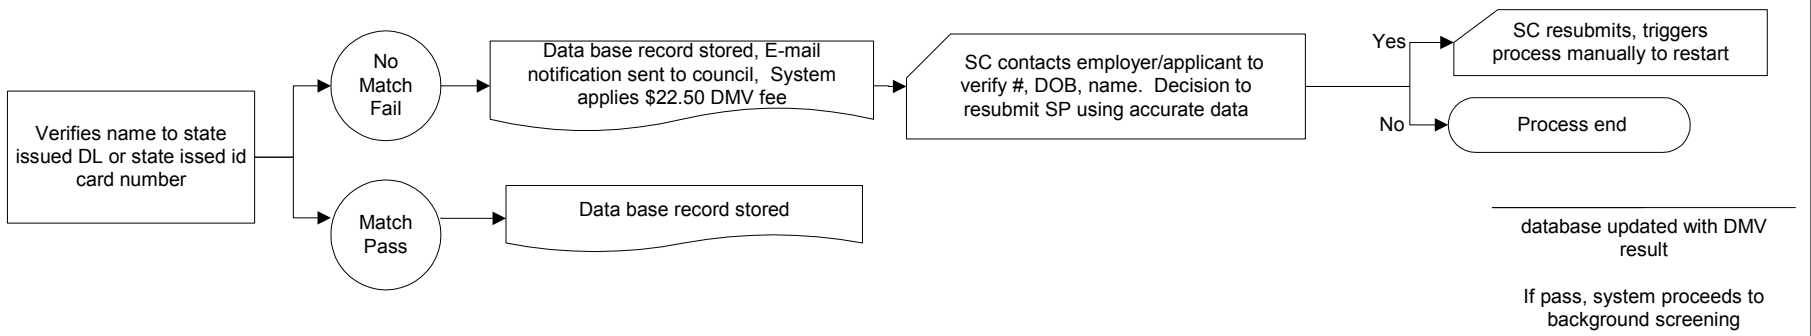 Verifies name to state
issued DL or state issed id
card number
No
Match
Fail
Data base record stored, E-mail
notification sent to council,  System
applies $22.50 DMV fee
SC contacts employer/applicant to
verify #, DOB, name.  Decision to
resubmit SP using accurate data
Yes
SC resubmits, triggers
process manually to restart
No
Process end
Match
Pass
Data base record stored
database updated with DMV
result
If pass, system proceeds to
background screening